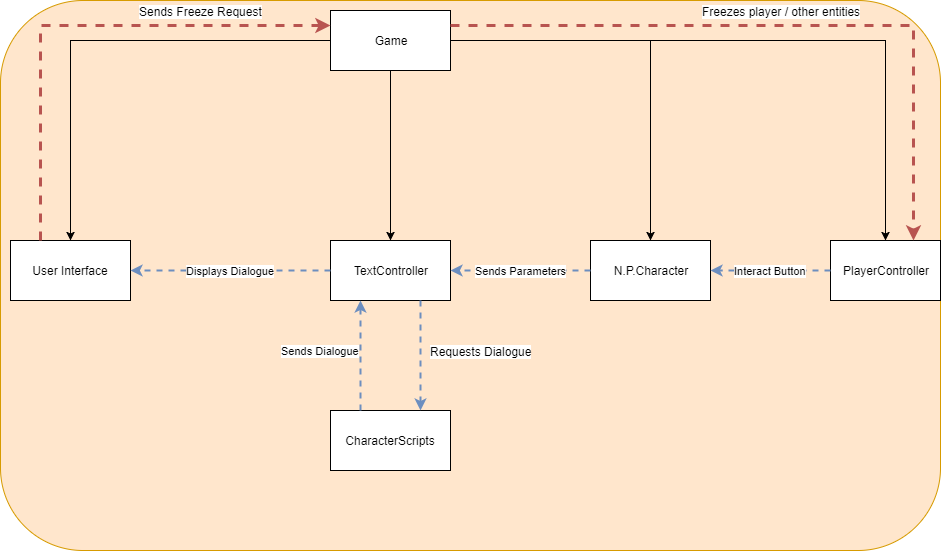 Sends Freeze Request
Freezes player / other entities
Game
User Interface
Displays Dialogue
TextController
Sends Parameters
N.P.Character
Interact Button
PlayerController
Sends Dialogue
Requests Dialogue
CharacterScripts